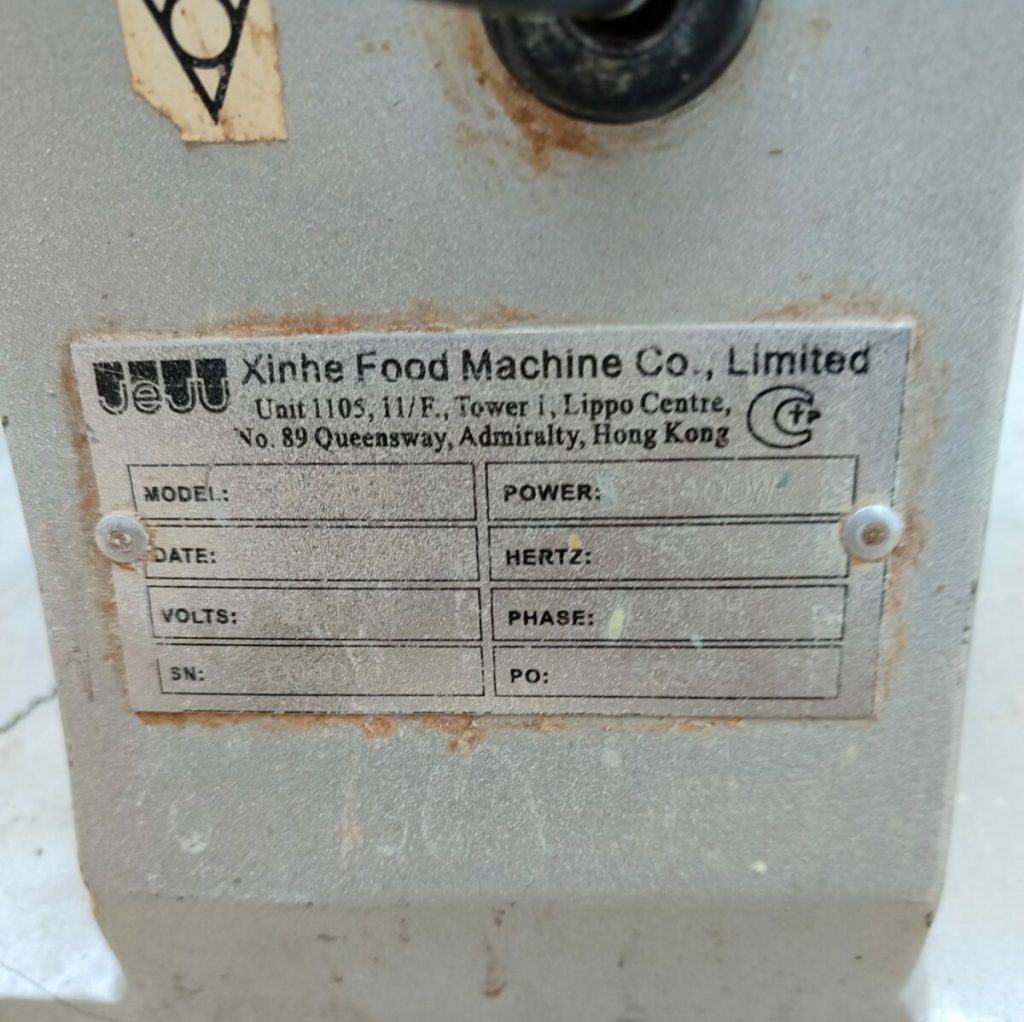 JeJU Xinhe Food Machine Co., Limited
Unit 1105, 11/F., Tower 1, Lippo Centre,
No. 89 Queensway, Admiralty, Hong Kong
MODEL:
POWER:
DATE:
HERTZ:
VOLTS:
PHASE:
SN:
PO: